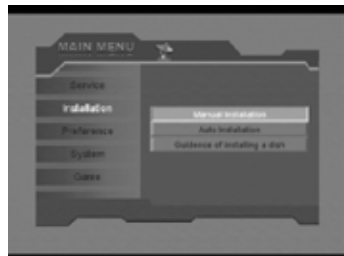 MAIN MENU
Service
Installation
Preference
System
Game
Manual Installation
Auto Installation
Guidence of installing a dish